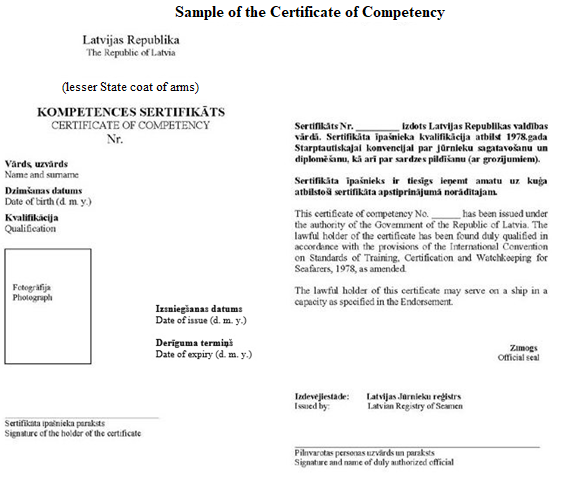 Sample of the Certificate of Competency
Latvijas Republika
The Republic of Latvia
(lesser State coat of arms)
KOMPETENCES SERTIFIKĀTS
CERTIFICATE OF COMPETENCY
Nr.
Vārds, uzvārds
Name and surname
Dzimšanas datums
Date of birth (d. m. y.)
Kvalifikācija
Qualification
Fotogrāfija
Photograph
Izsniegšanas datums
Date of issue (d. m. y.)
Derīguma termiņš
Date of expiry (d. m. y.)
Sertifikāta īpašnieka paraksts
Signature of the holder of the certificate
Sertifikāts Nr. ________ izdots Latvijas Republikas valdības
vārdā. Sertifikāta īpašnieka kvalifikācija atbilst 1978.gada
Starptautiskajai konvencijai par jūrnieku sagatavošanu un
diplomēšanu, kā arī par sardzes pildīšanu (ar grozījumiem).
Sertifikāta īpašnieks ir tiesīgs ieņemt amatu uz kuģa
atbilstoši sertifikāta apstiprinājumā norādītajam.
This certificate of competency No. ______ has been issued under
the authority of the Government of the Republic of Latvia. The
lawful holder of the certificate has been found duly qualified in
accordance with the provisions of the International Convention
on Standards of Training, Certification and Watchkeeping for
Seafarers, 1978, as amended.
The lawful holder of this certificate may serve on a ship in a
capacity as specified in the Endorsement.
Zīmogs
Official seal
Izdevējiestāde: Latvijas Jūrnieku reģistrs
Issued by: Latvian Registry of Seamen
Pilnvarotās personas uzvārds un paraksts
Signature and name of duly authorized official